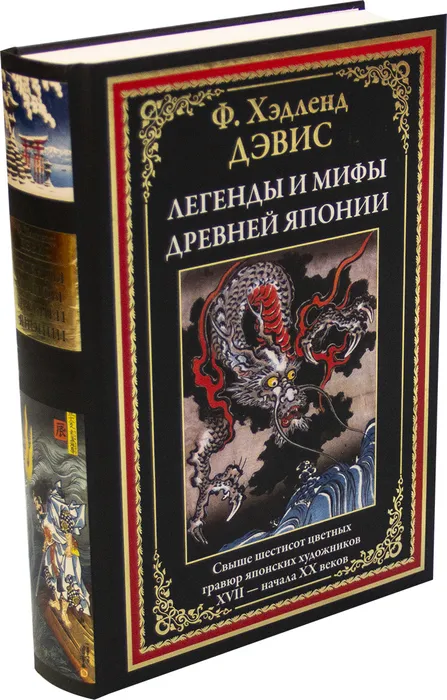 Ф. Хэдленд
ДЭВИС
ЛЕГЕНДЫ И МИФЫ
ДРЕВНЕЙ ЯПОНИИ
Свыше шестисот цветных
гравюр японских художников
XVII — начала XX веков